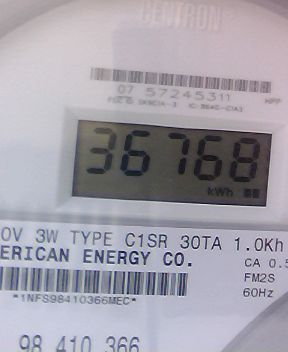 CENTRON
07 57245311
36768
kWh
0V 3W TYPE C1SR 30TA 1.0Kh
ERICAN ENERGY CO.
CA 0.5
FM2S
*1NFS98410366MEC*
60Hz
98 410 366